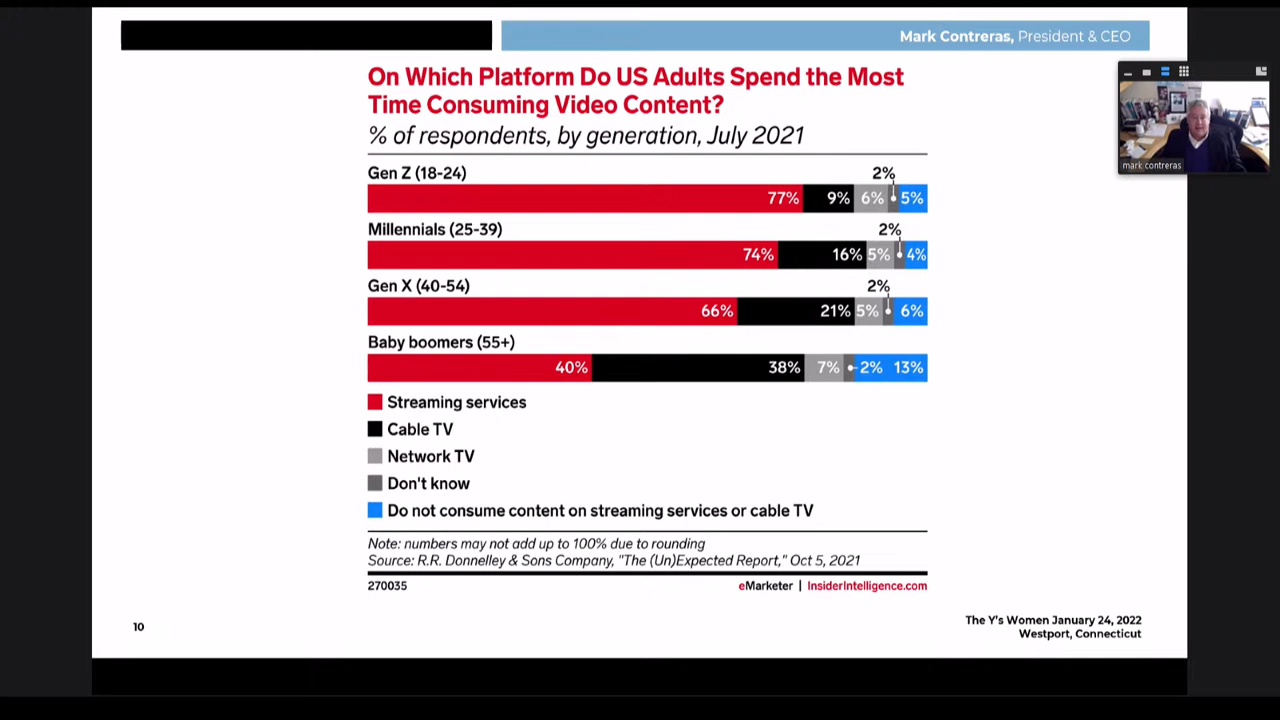 Mark Contreras, President & CEO
On Which Platform Do US Adults Spend the Most
Time Consuming Video Content?
% of respondents, by generation, July 2021
Gen Z (18-24)
2%
77% 9% 6% 5%
Millennials (25-39)
2%
74% 16% 5% 4%
Gen X (40-54)
2%
66% 21% 5% 6%
Baby boomers (55+)
40% 38% 7% 2% 13%
Streaming services
Cable TV
Network TV
Don't know
Do not consume content on streaming services or cable TV
Note: numbers may not add up to 100% due to rounding
Source: R.R. Donnelley & Sons Company, "The (Un)Expected Report," Oct 5, 2021
270035 eMarketer | InsiderIntelligence.com
10
The Y's Women January 24, 2022
Westport, Connecticut
mark contreras